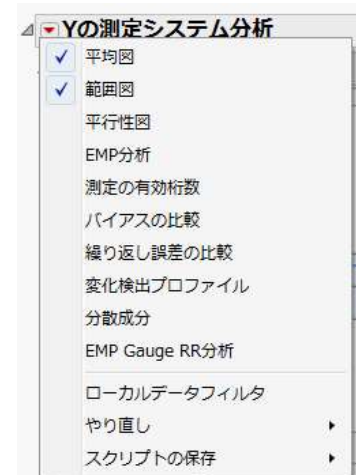 Yの測定システム分析
平均図
範囲図
平行性図
EMP分析
測定の有効桁数
バイアスの比較
繰り返し誤差の比較
変化検出プロファイル
分散成分
EMP Gauge RR分析
ローカルデータフィルタ
やり直し
スクリプトの保存